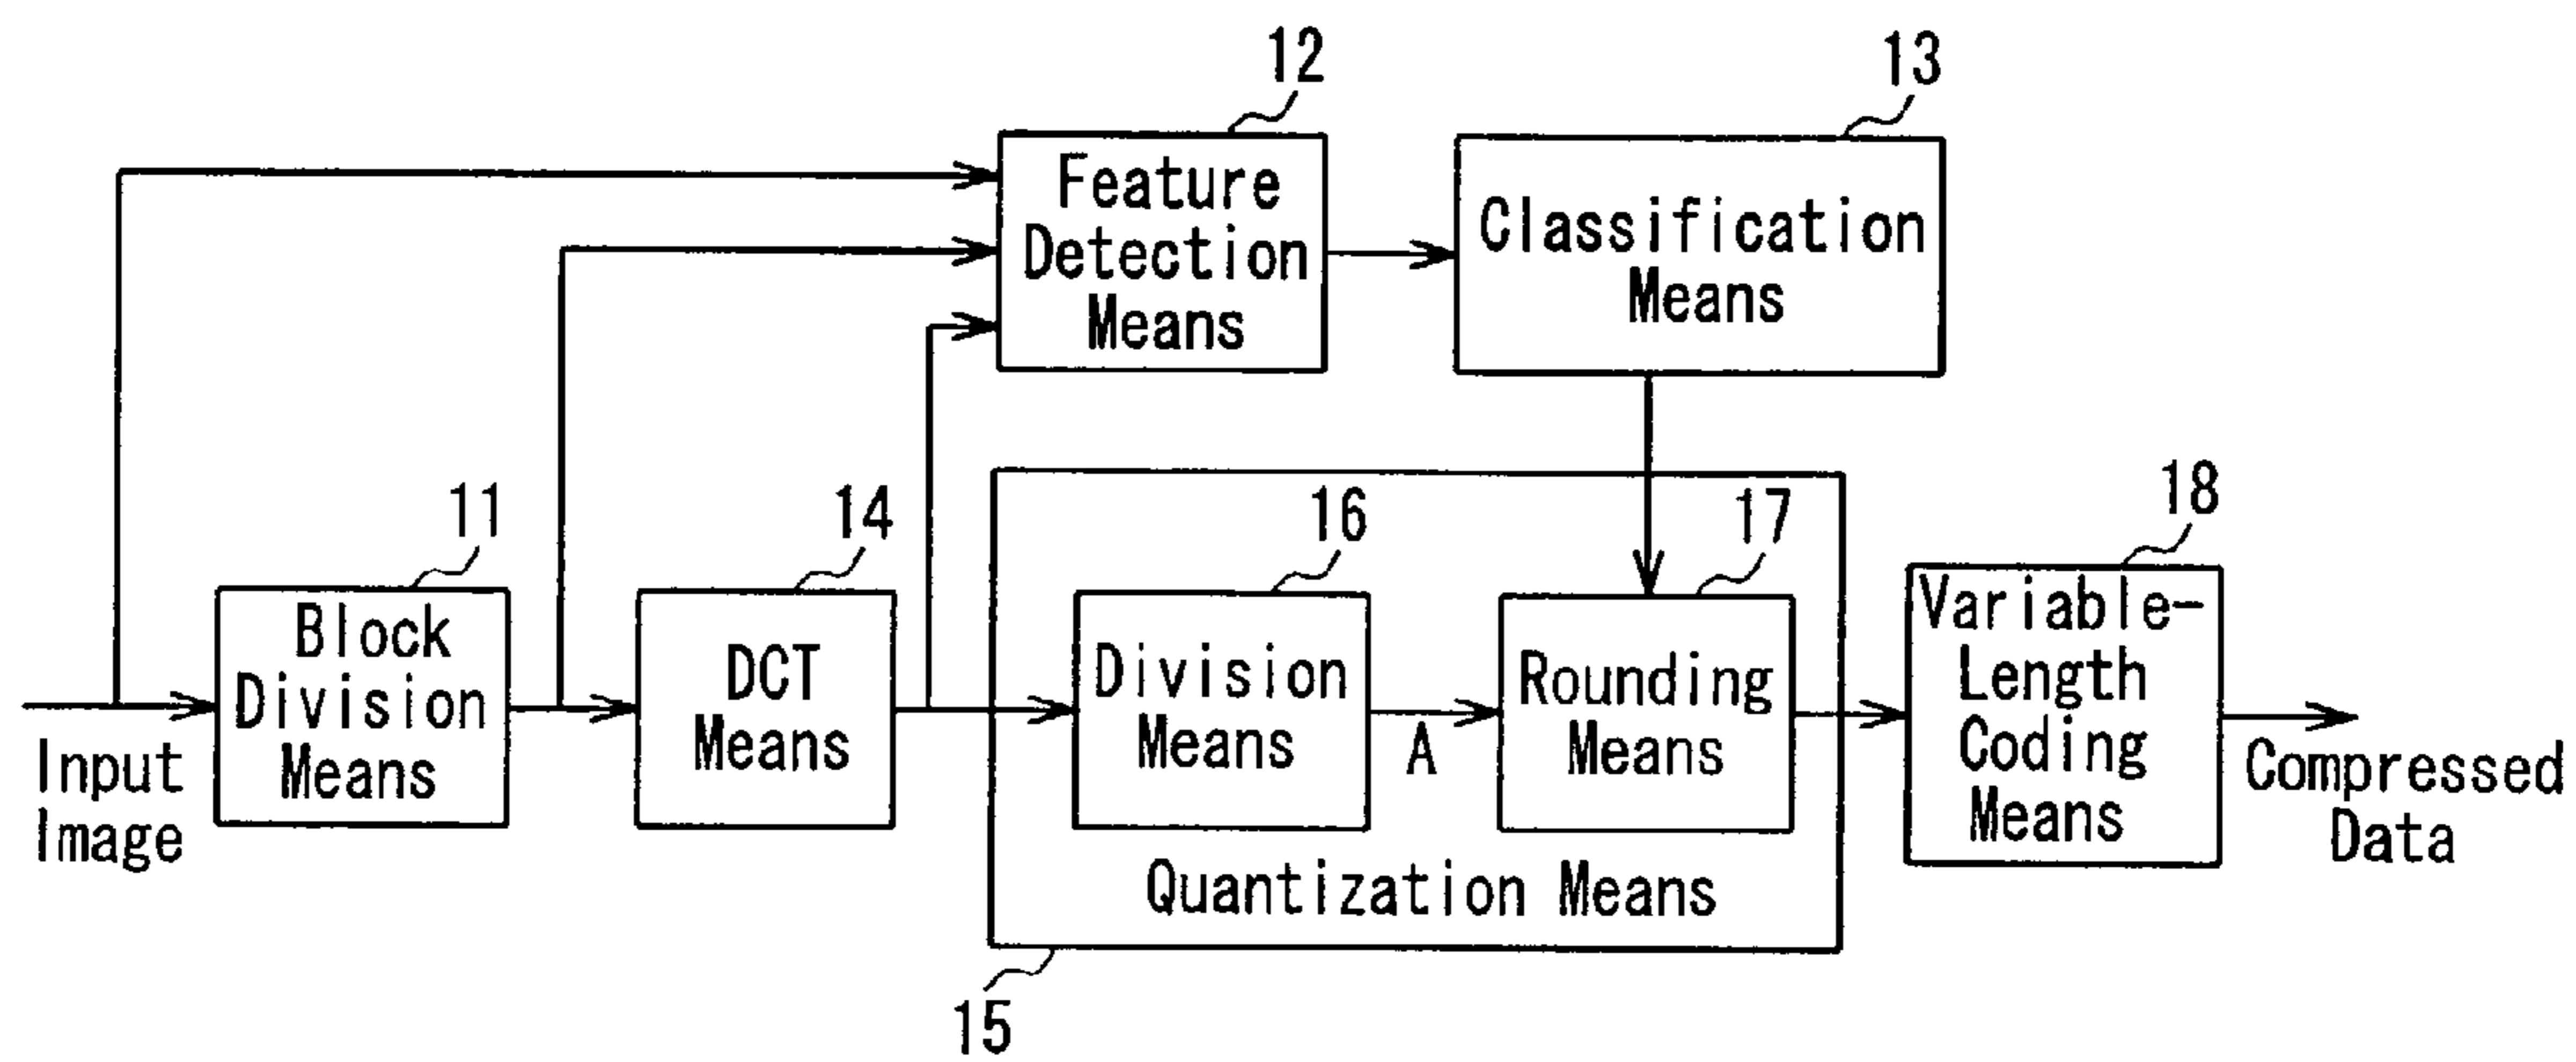 12
13
Feature
Detection
Means
Classification
Means
11
14
16
17
18
Block
Division
Means
DCT
Means
Division
Means
A
Rounding
Means
Variable-
Length
Coding
Means
Input
Image
Compressed
Data
Quantization Means
15